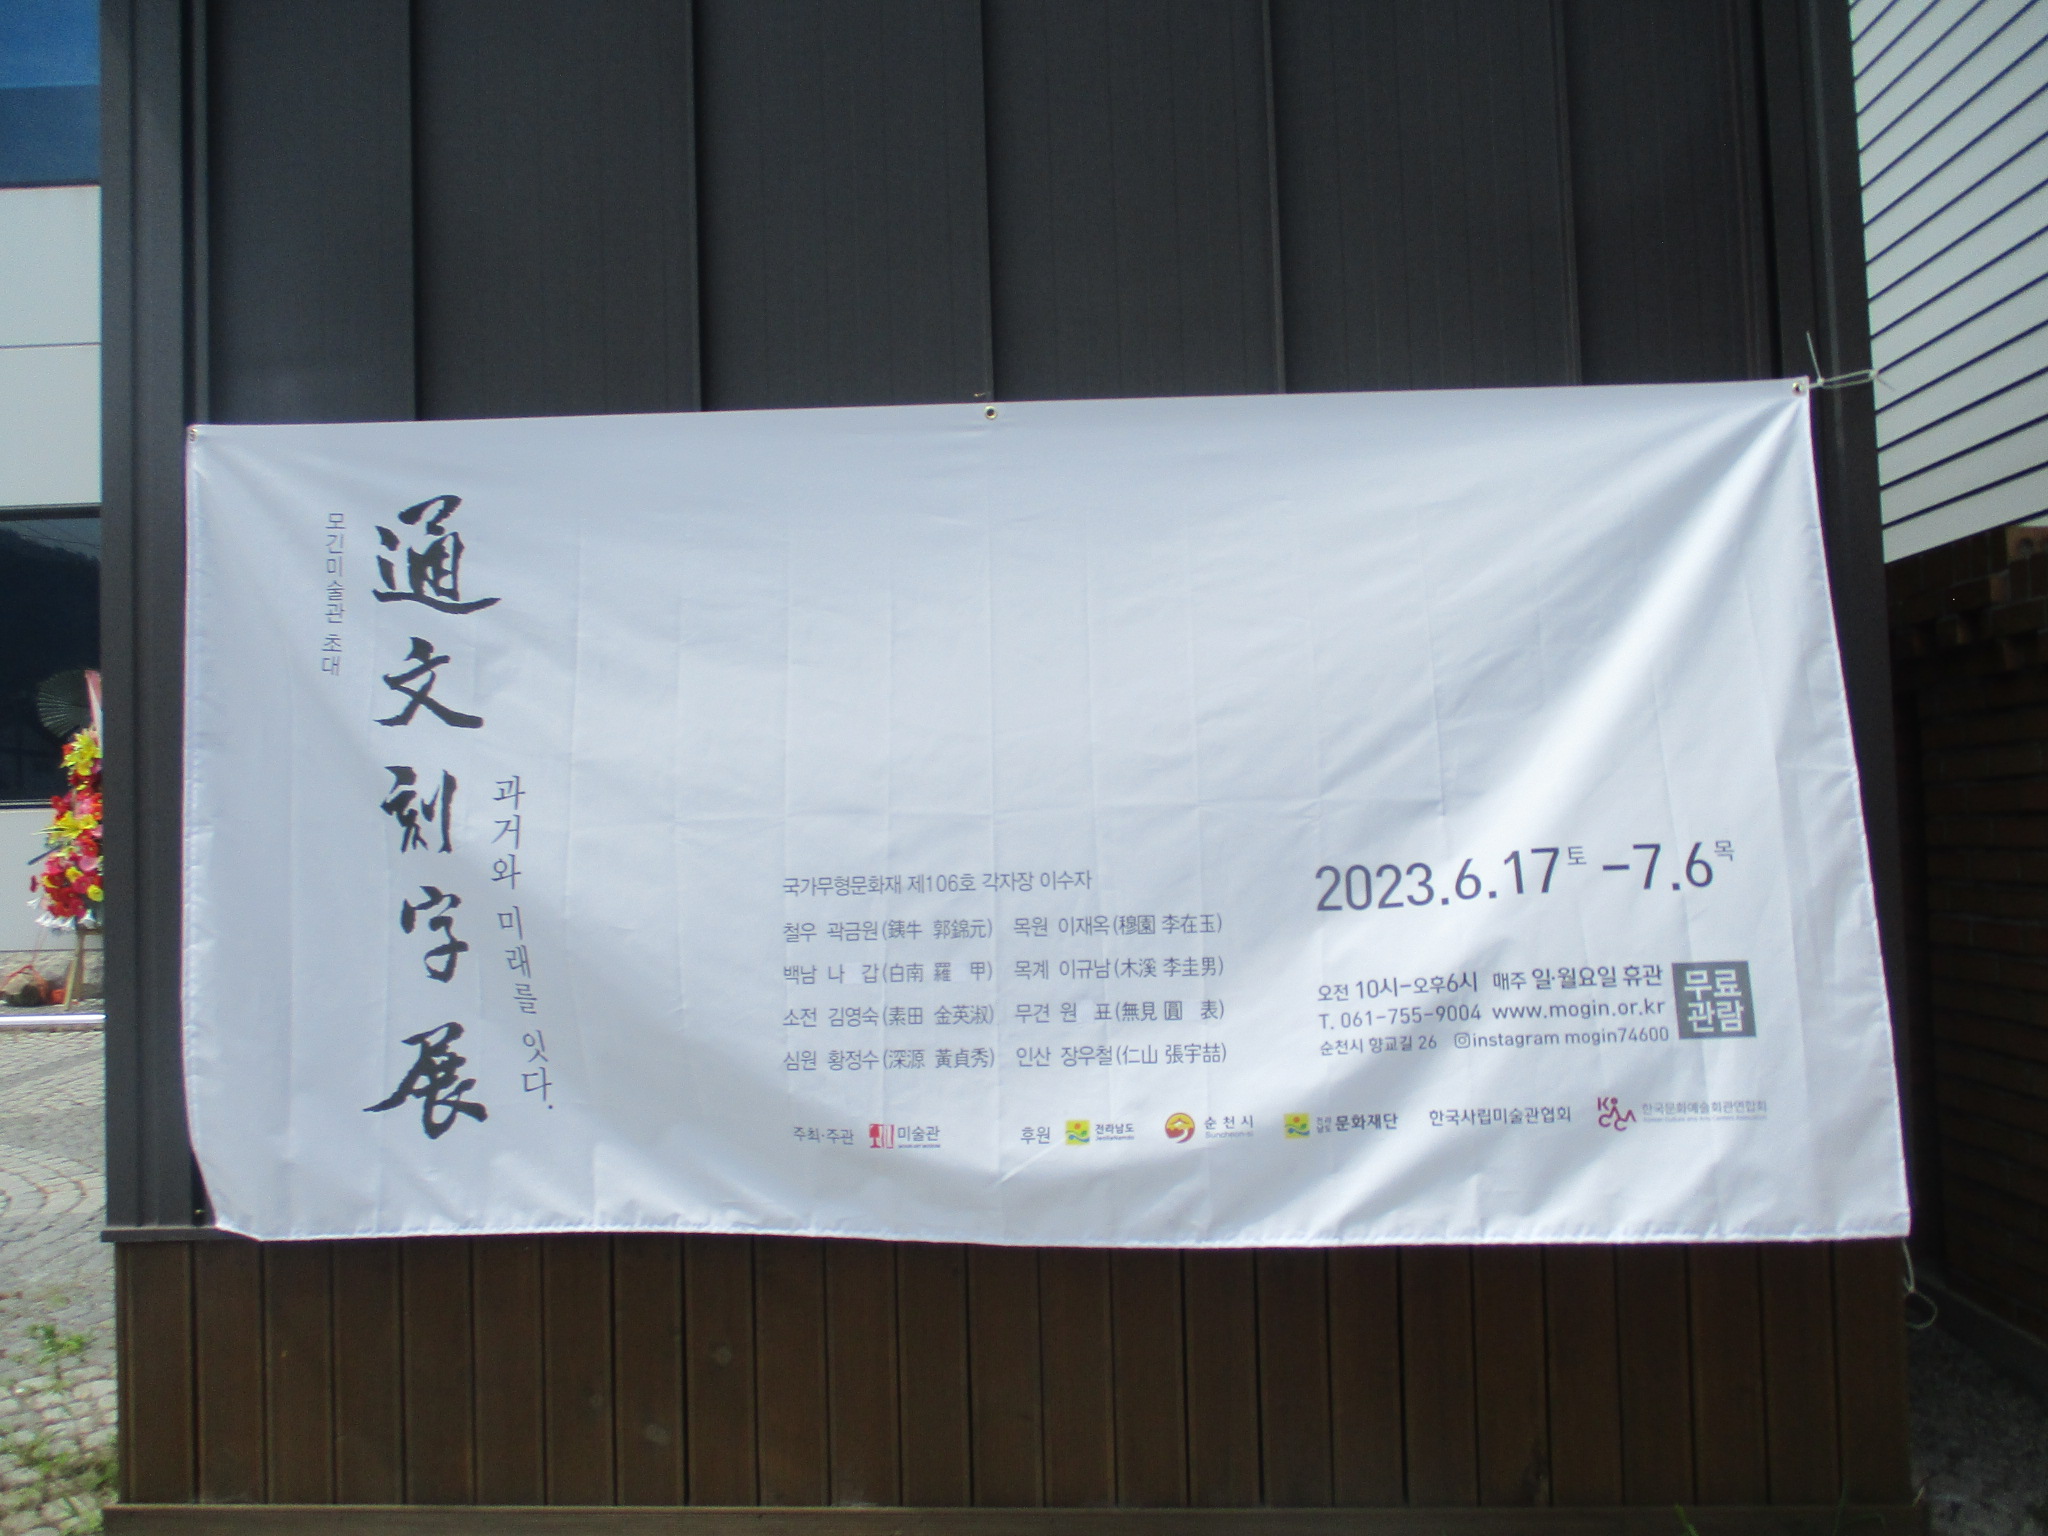 모긴미술관 초대
通文刻字展
과거와 미래를 잇다.
국가무형문화재 제106호 각자장 이수자
철우 곽금원(銕牛 郭錦元) 목원 이재옥(穆園 李在玉)
백남 나 갑(白南 羅 甲) 목계 이규남(木溪 李圭男)
소전 김영숙(素田 金英淑) 무견 원 표(無見 圓 表)
심원 황정수(深源 黃貞秀) 인산 장우철(仁山 張宇喆)
2023.6.17토 -7.6목
오전 10시-오후6시 매주 일·월요일 휴관
T. 061-755-9004 www.mogin.or.kr
순천시 향교길 26 instagram mogin74600
무료
관람
주최·주관 미술관 후원 전라남도 순천시 전라남도 문화재단 한국사립미술관협회 한국문화예술회관연합회